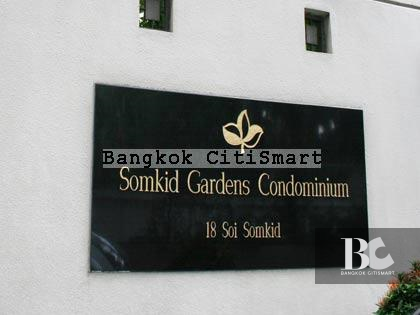 Bangkok CitiSmart
Somkid Gardens Condominium
18 Soi Somkid
BC
BANGKOK CITISMART